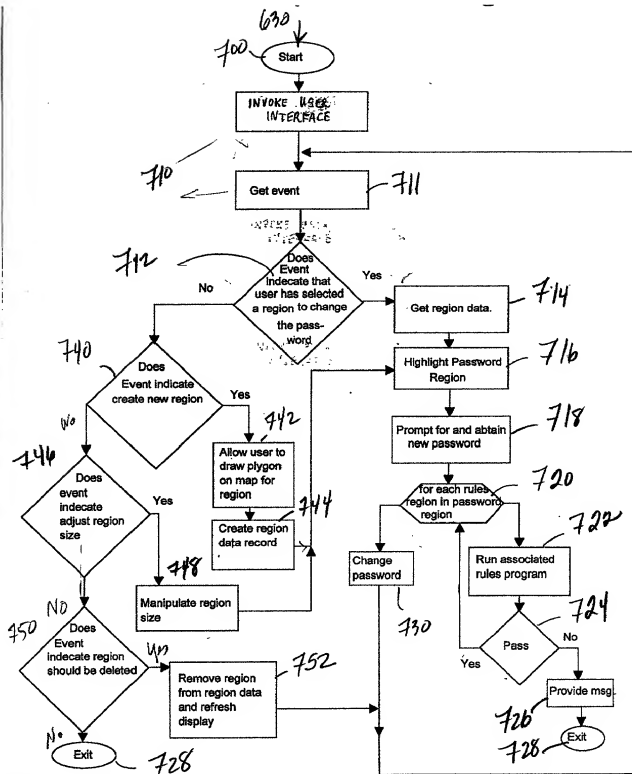 630
700
Start
INVOKE USER
INTERFACE
710
Get event
711
712
Does
Event
Indecate that
user has selected
a region to change
the pass-
word
Yes
No
Get region data.
714
Highlight Password
Region
716
Prompt for and abtain
new password
718
for each rules
region in password
region
720
Run associated
rules program
722
Pass
724
Yes
No
Provide msg.
726
Exit
728
Change
password
730
740
Does
Event indicate
create new region
Yes
No
742
Allow user to
draw plygon
on map for
region
744
Create region
data record
746
Does
event
indecate
adjust region
size
Yes
748
Manipulate region
size
No
750
Does
Event
indecate region
should be deleted
Yes
752
Remove region
from region data
and refresh
display
No
Exit
728